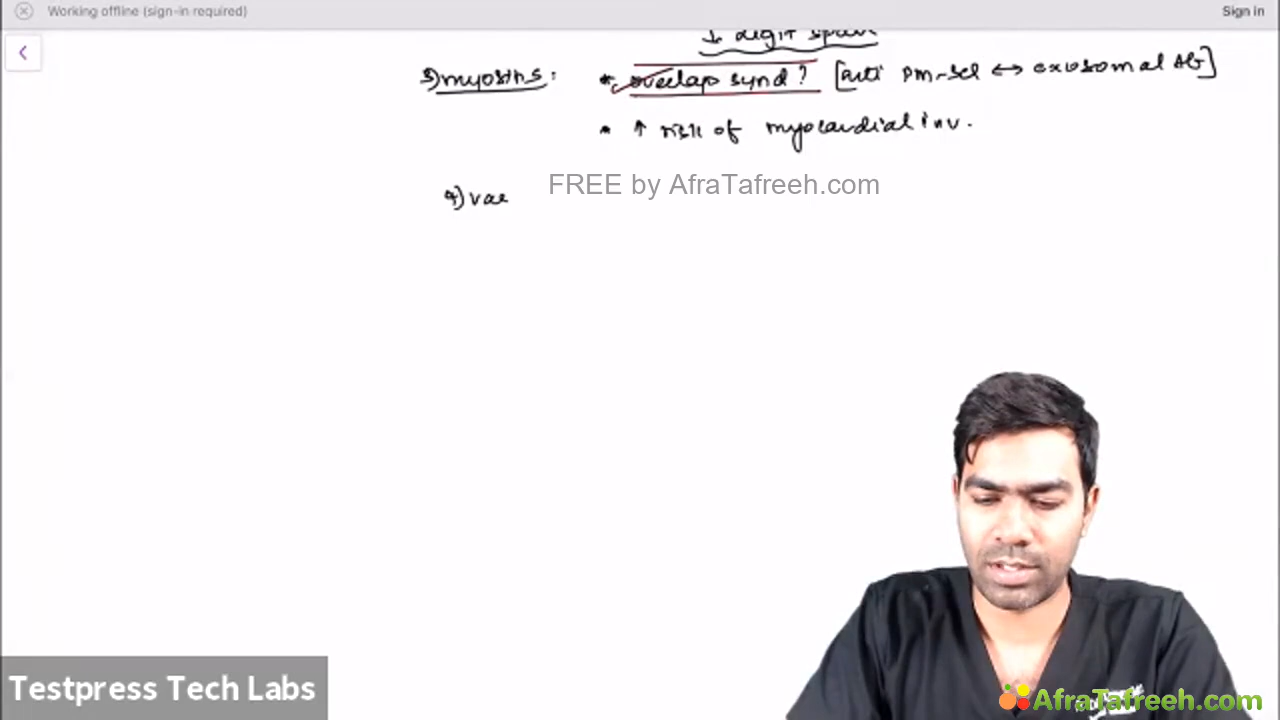 Working offline (sign-in required)
Sign in
↓ digit span
3) myositis : * overlap synd ? [anti PM-Scl ↔ exosomal Ab]
* ↑ risk of myocardial inv.
FREE by AfraTafreeh.com
4) vae
Testpress Tech Labs
AfraTafreeh.com